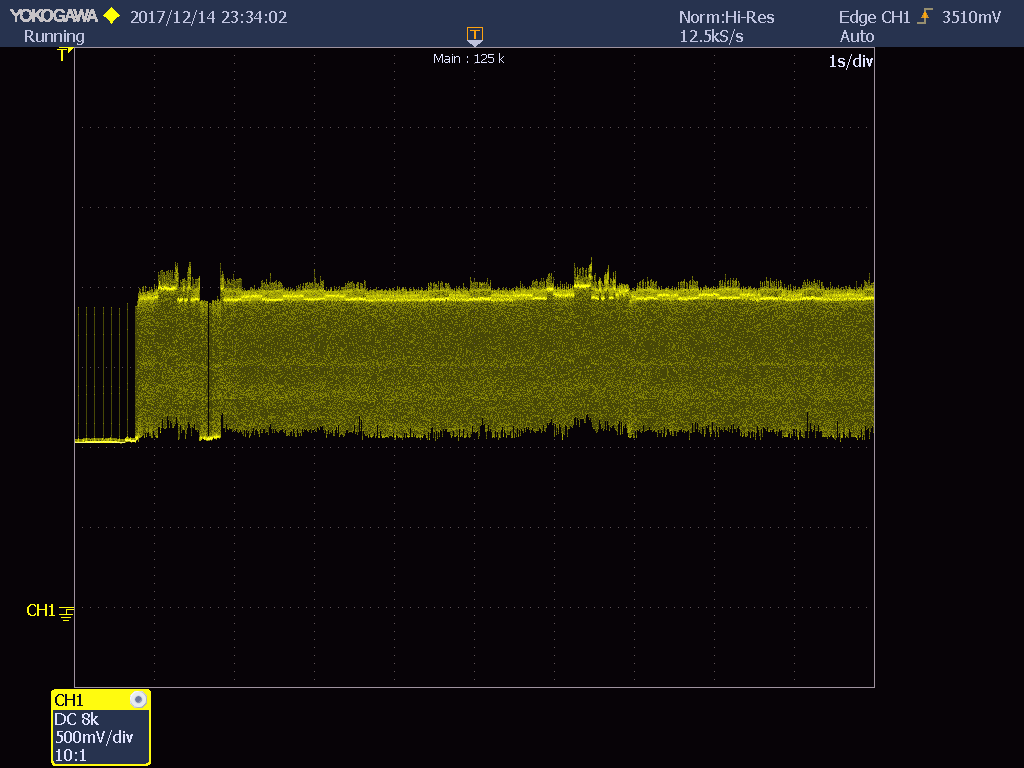 YOKOGAWA 2017/12/14 23:34:02 Norm:Hi-Res Edge CH1 3510mV
Running 12.5kS/s Auto
T
T
Main : 125 k 1s/div
CH1
CH1
DC 8k
500mV/div
10:1